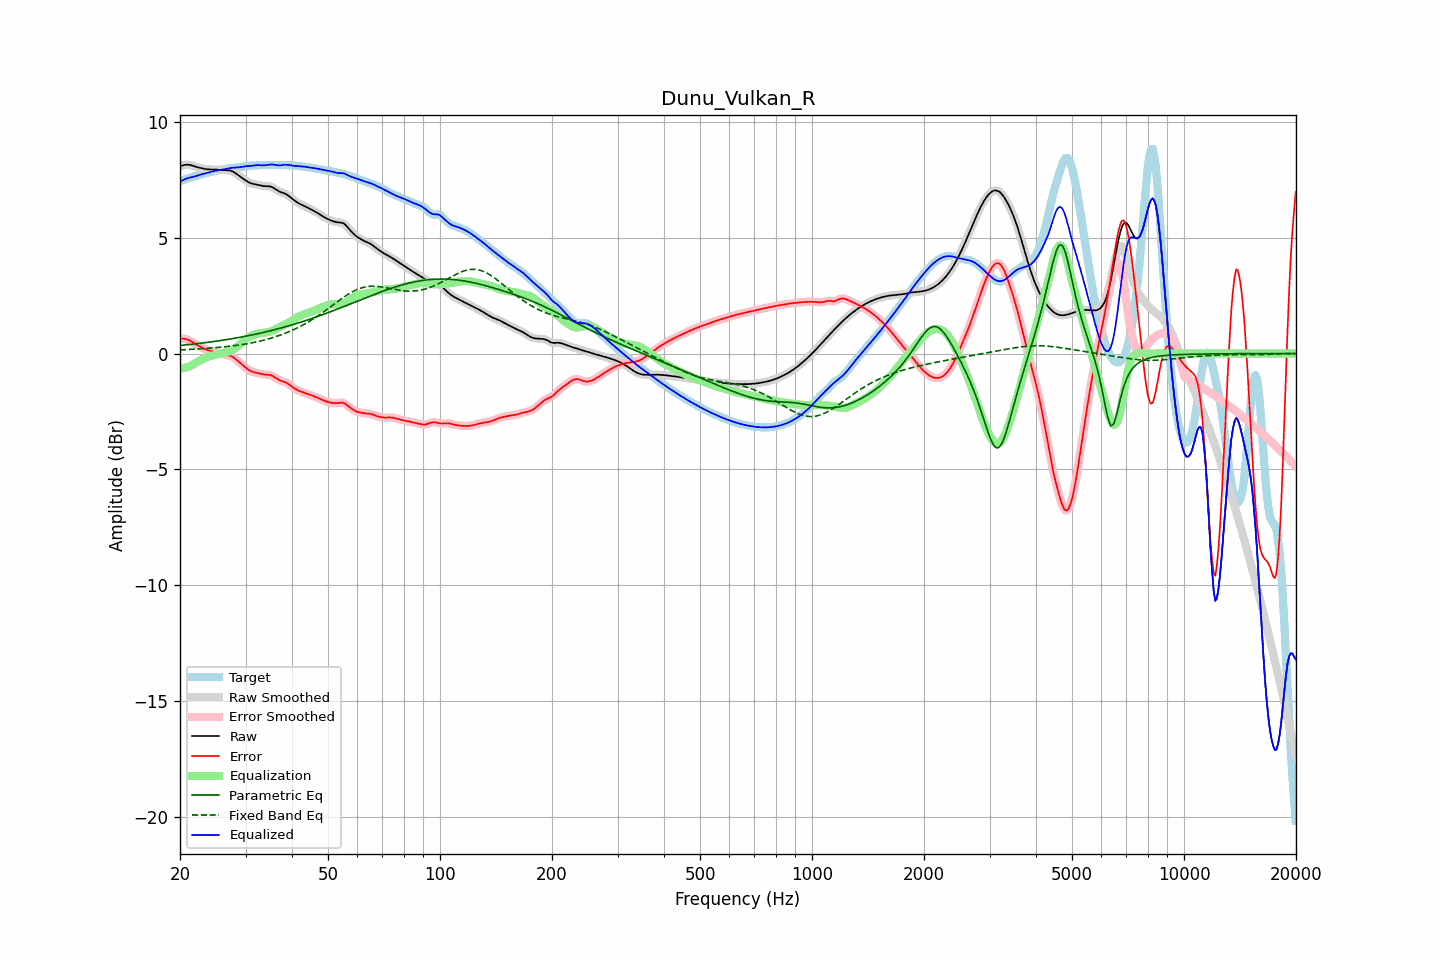 Dunu_Vulkan_R
10
5
0
−5
−10
−15
−20
Amplitude (dBr)
Target
Raw Smoothed
Error Smoothed
Raw
Error
Equalization
Parametric Eq
Fixed Band Eq
Equalized
20 50 100 200 500 1000 2000 5000 10000 20000
Frequency (Hz)